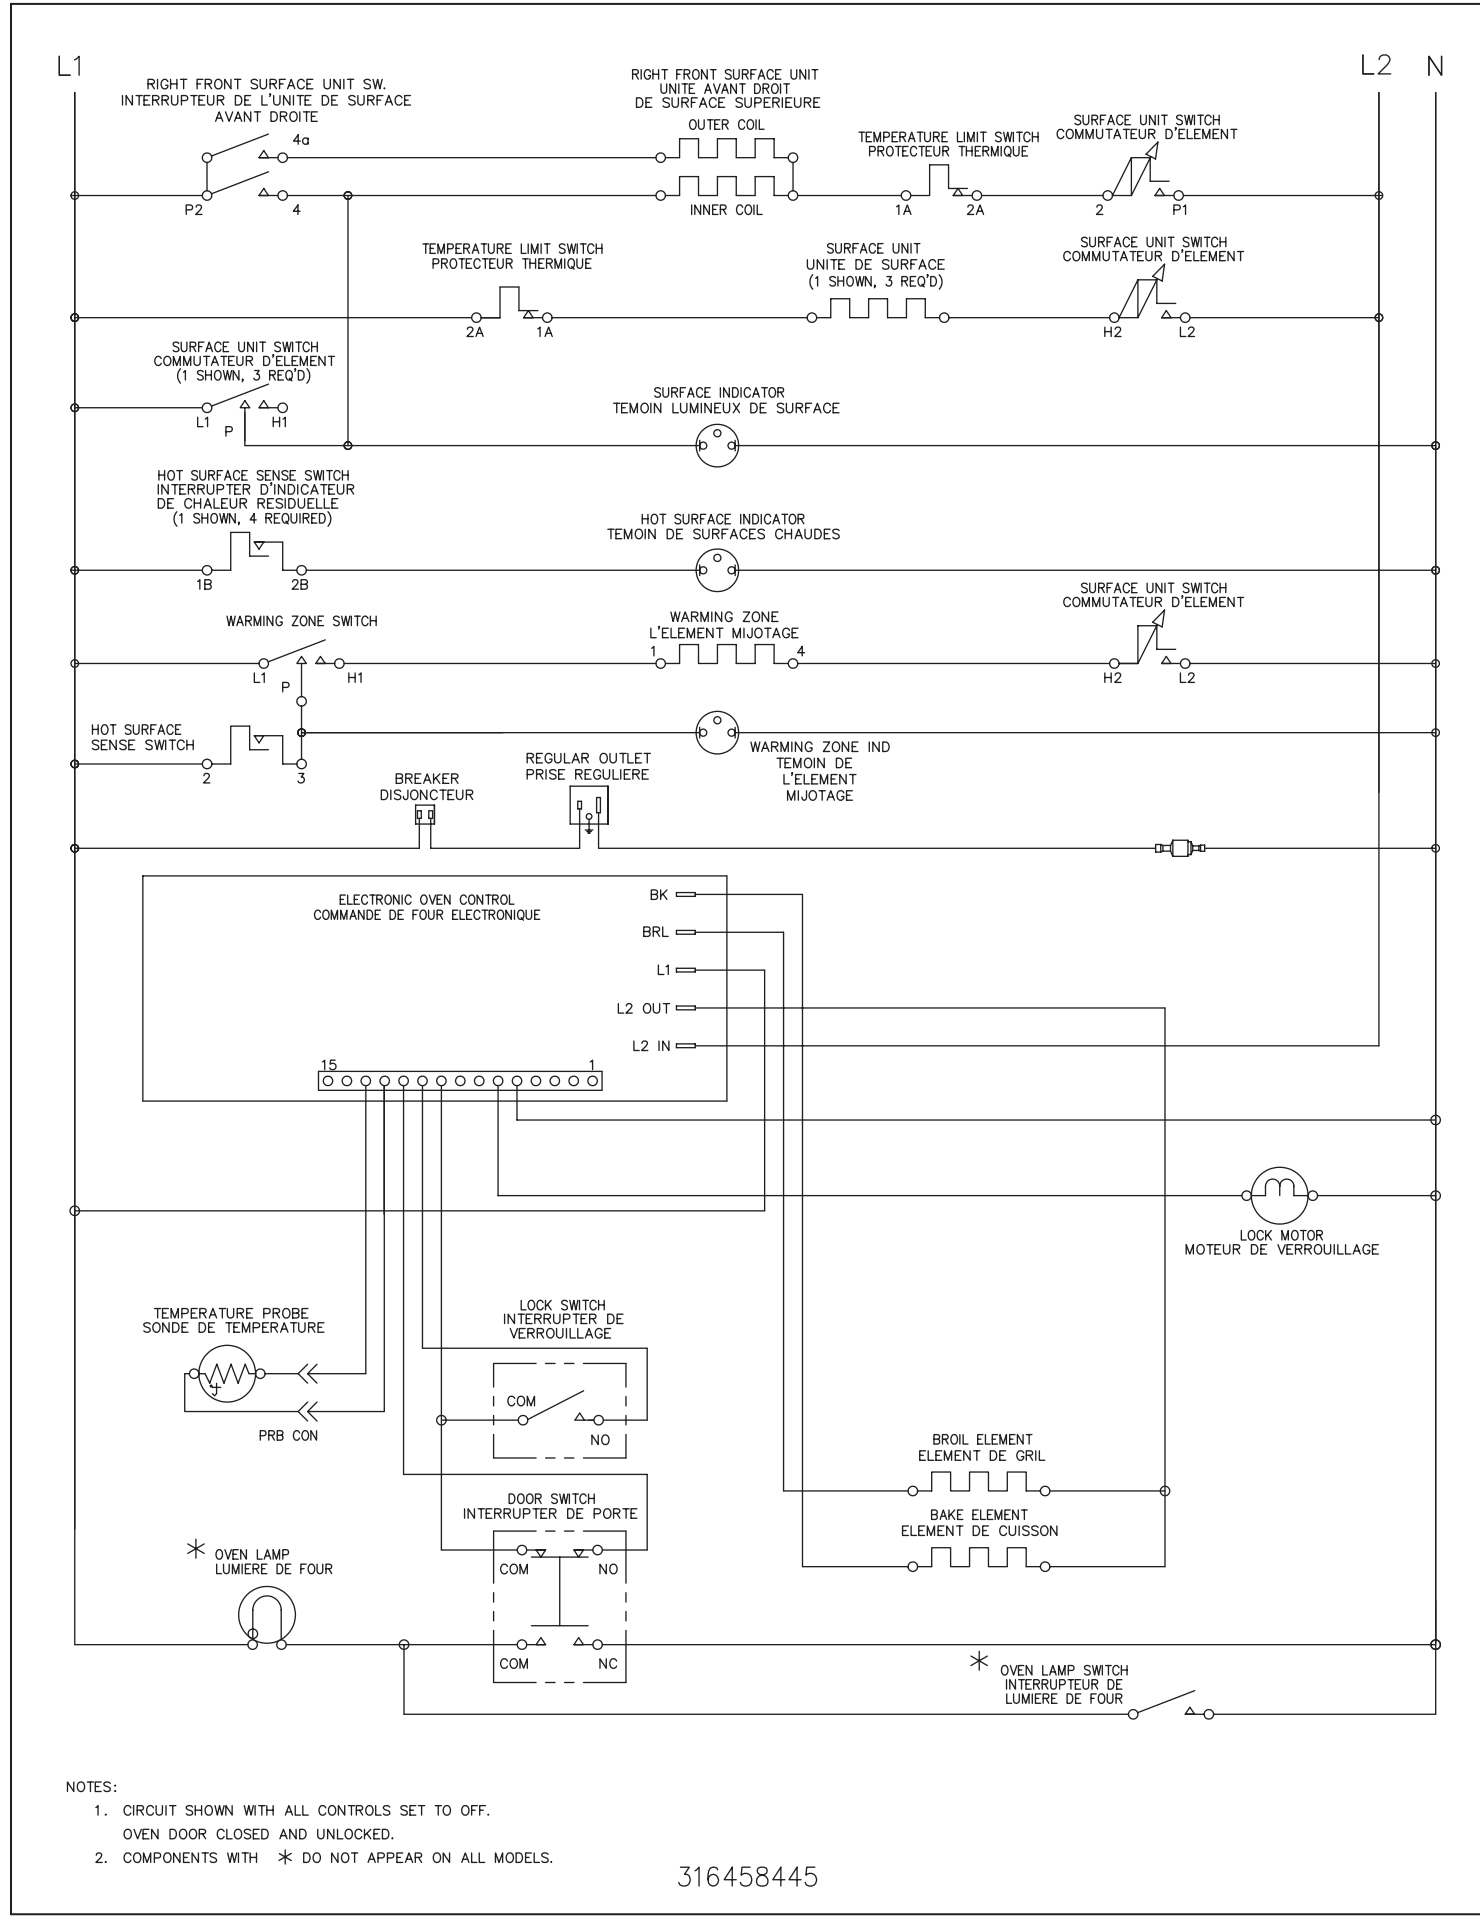 L1
L2 N
RIGHT FRONT SURFACE UNIT SW.
INTERRUPTEUR DE L'UNITE DE SURFACE
AVANT DROITE
4a
P2
4
RIGHT FRONT SURFACE UNIT
UNITE AVANT DROIT
DE SURFACE SUPERIEURE
OUTER COIL
INNER COIL
TEMPERATURE LIMIT SWITCH
PROTECTEUR THERMIQUE
1A
2A
SURFACE UNIT SWITCH
COMMUTATEUR D'ELEMENT
2
P1
TEMPERATURE LIMIT SWITCH
PROTECTEUR THERMIQUE
2A
1A
SURFACE UNIT
UNITE DE SURFACE
(1 SHOWN, 3 REQ'D)
SURFACE UNIT SWITCH
COMMUTATEUR D'ELEMENT
H2
L2
SURFACE UNIT SWITCH
COMMUTATEUR D'ELEMENT
(1 SHOWN, 3 REQ'D)
L1
P
H1
SURFACE INDICATOR
TEMOIN LUMINEUX DE SURFACE
HOT SURFACE SENSE SWITCH
INTERRUPTER D'INDICATEUR
DE CHALEUR RESIDUELLE
(1 SHOWN, 4 REQUIRED)
1B
2B
HOT SURFACE INDICATOR
TEMOIN DE SURFACES CHAUDES
WARMING ZONE SWITCH
L1
P
H1
WARMING ZONE
L'ELEMENT MIJOTAGE
1
4
SURFACE UNIT SWITCH
COMMUTATEUR D'ELEMENT
H2
L2
HOT SURFACE
SENSE SWITCH
2
3
WARMING ZONE IND
TEMOIN DE
L'ELEMENT
MIJOTAGE
BREAKER
DISJONCTEUR
REGULAR OUTLET
PRISE REGULIERE
ELECTRONIC OVEN CONTROL
COMMANDE DE FOUR ELECTRONIQUE
BK
BRL
L1
L2 OUT
L2 IN
15
1
LOCK MOTOR
MOTEUR DE VERROUILLAGE
TEMPERATURE PROBE
SONDE DE TEMPERATURE
PRB CON
LOCK SWITCH
INTERRUPTER DE
VERROUILLAGE
COM
NO
BROIL ELEMENT
ELEMENT DE GRIL
BAKE ELEMENT
ELEMENT DE CUISSON
DOOR SWITCH
INTERRUPTER DE PORTE
COM
NO
COM
NC
* OVEN LAMP
LUMIERE DE FOUR
* OVEN LAMP SWITCH
INTERRUPTEUR DE
LUMIERE DE FOUR
NOTES:
1. CIRCUIT SHOWN WITH ALL CONTROLS SET TO OFF.
OVEN DOOR CLOSED AND UNLOCKED.
2. COMPONENTS WITH * DO NOT APPEAR ON ALL MODELS.
316458445